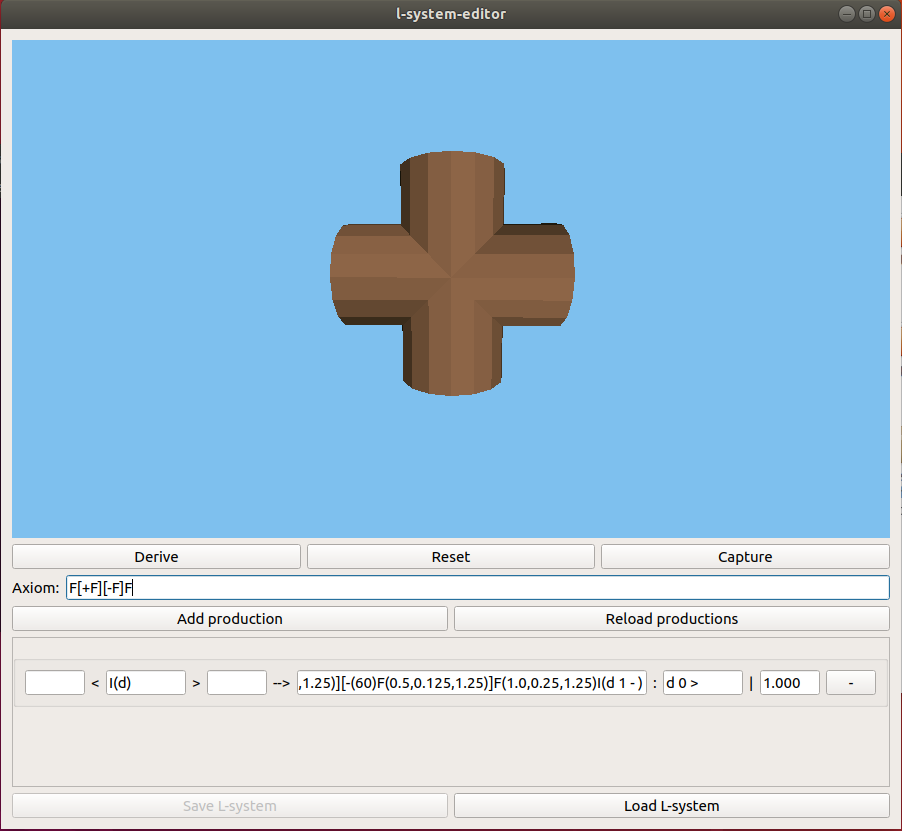 l-system-editor
Derive Reset Capture
Axiom: F[+F][-F]F
Add production Reload productions
< I(d) > --> ,1.25)][-(60)F(0.5,0.125,1.25)]F(1.0,0.25,1.25)I(d 1 - ) : d 0 > | 1.000 -
Save L-system Load L-system